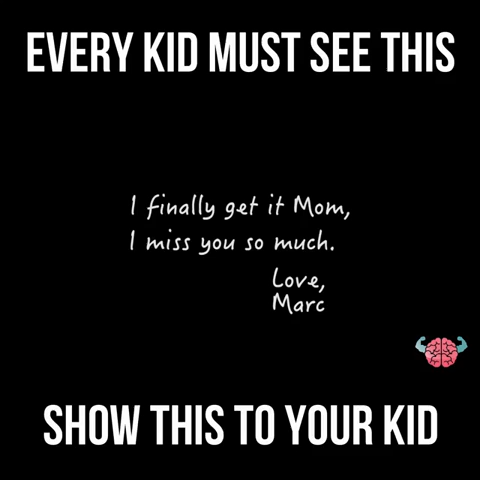 EVERY KID MUST SEE THIS
I finally get it Mom,
I miss you so much.
Love,
Marc
SHOW THIS TO YOUR KID